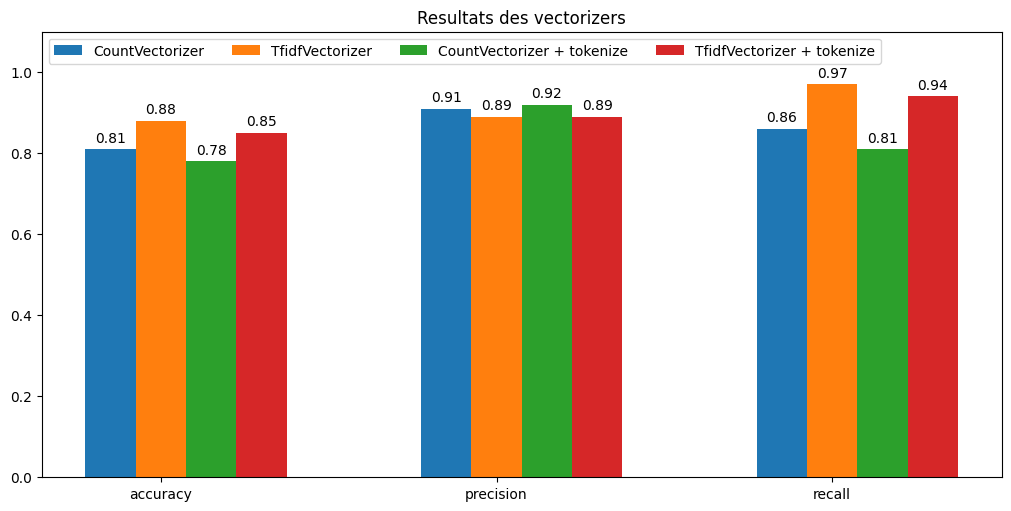 Resultats des vectorizers
CountVectorizer TfidfVectorizer CountVectorizer + tokenize TfidfVectorizer + tokenize
1.0
0.8
0.6
0.4
0.2
0.0
0.81 0.88 0.78 0.85
0.91 0.89 0.92 0.89
0.86 0.97 0.81 0.94
accuracy precision recall